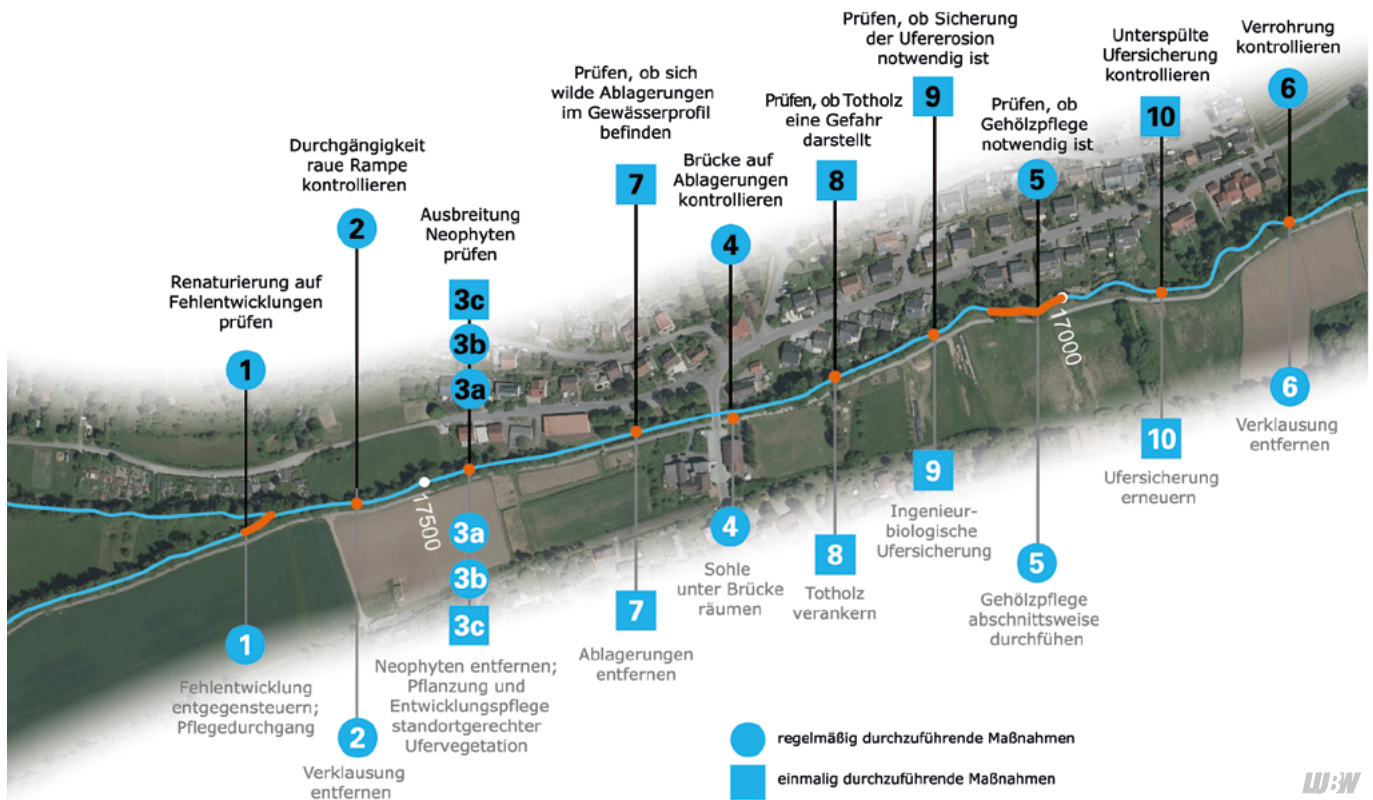 Renaturierung auf
Fehlentwicklungen
prüfen
1
Durchgängigkeit
raue Rampe
kontrollieren
2
Ausbreitung
Neophyten
prüfen
3c
3b
3a
Prüfen, ob sich
wilde Ablagerungen
im Gewässerprofil
befinden
7
Brücke auf
Ablagerungen
kontrollieren
4
Prüfen, ob Totholz
eine Gefahr
darstellt
8
Prüfen, ob Sicherung
der Ufererosion
notwendig ist
9
Prüfen, ob
Gehölzpflege
notwendig ist
5
Unterspülte
Ufersicherung
kontrollieren
10
Verrohrung
kontrollieren
6
17500
17000
1
Fehlentwicklung
entgegensteuern;
Pflegedurchgang
2
Verklausung
entfernen
3a
3b
3c
Neophyten entfernen;
Pflanzung und
Entwicklungspflege
standortgerechter
Ufervegetation
7
Ablagerungen
entfernen
4
Sohle
unter Brücke
räumen
8
Totholz
verankern
9
Ingenieur-
biologische
Ufersicherung
5
Gehölzpflege
abschnittsweise
durchfühen
10
Ufersicherung
erneuern
6
Verklausung
entfernen
regelmäßig durchzuführende Maßnahmen
einmalig durchzuführende Maßnahmen
LUBW